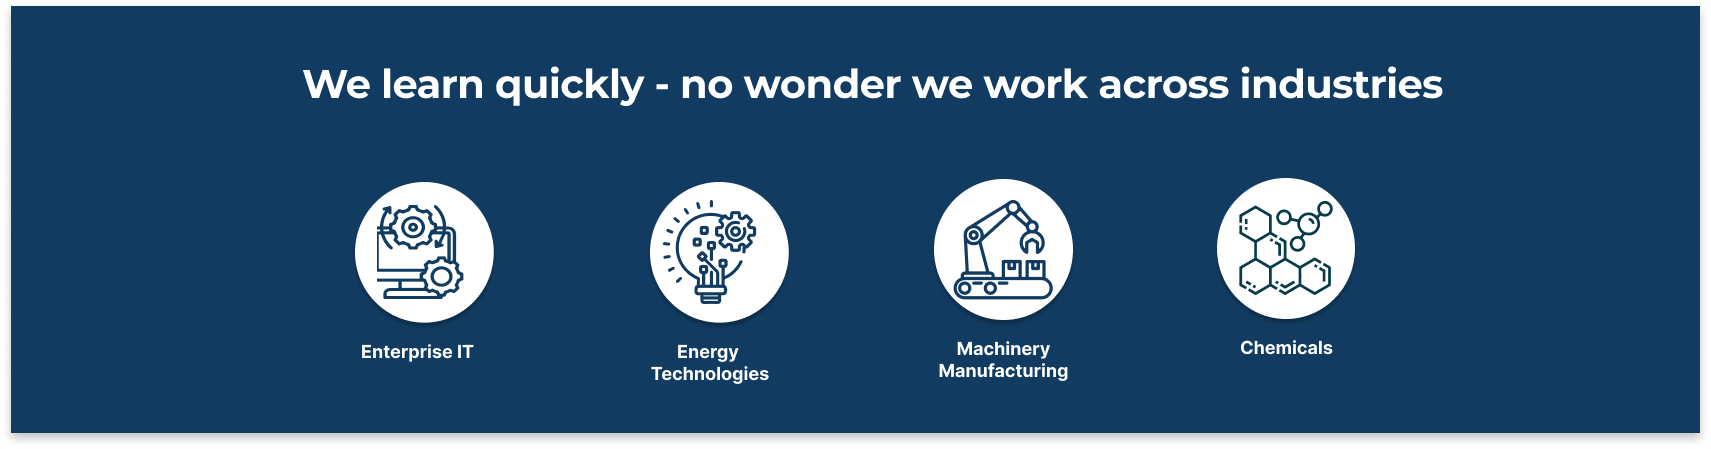 We learn quickly - no wonder we work across industries
Enterprise IT
Energy
Technologies
Machinery
Manufacturing
Chemicals